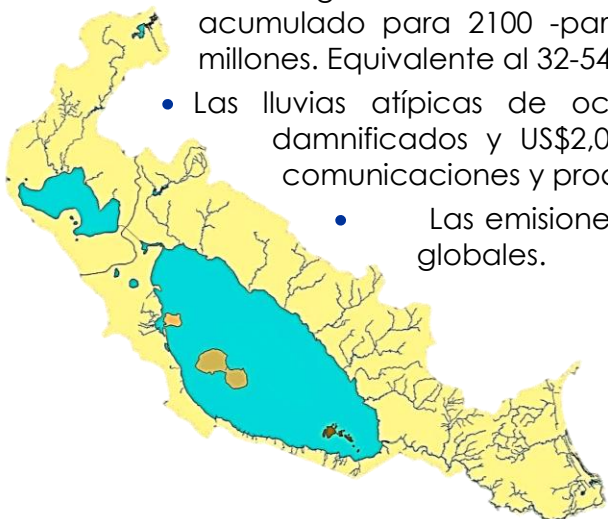 acumulado para 2100 -par
millones. Equivalente al 32-54
• Las lluvias atípicas de oc
damnificados y US$2,0
comunicaciones y proc
• Las emisione
globales.